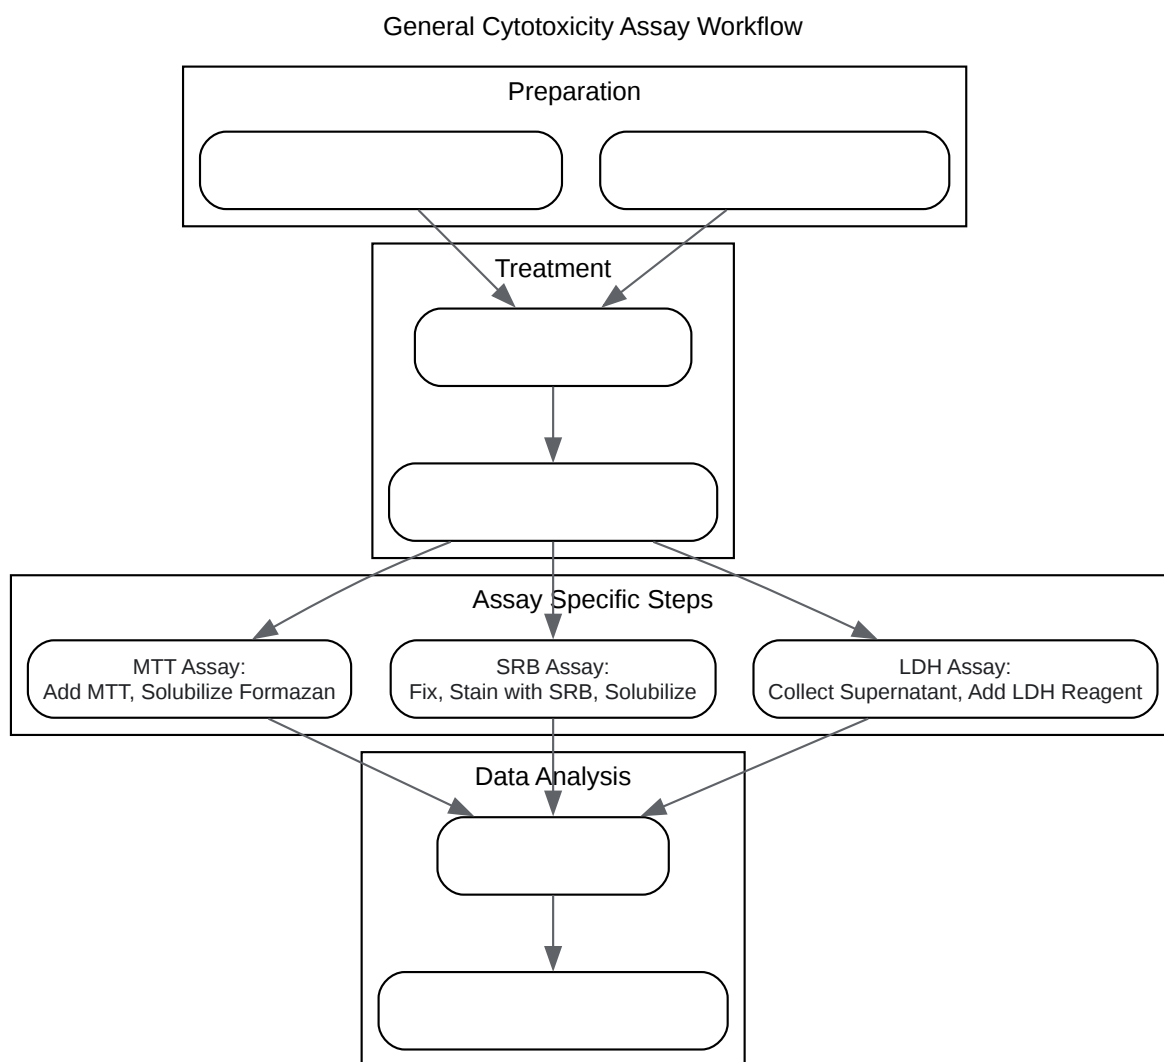 General Cytotoxicity Assay Workflow
Preparation
Treatment
Assay Specific Steps
MTT Assay:
Add MTT, Solubilize Formazan
SRB Assay:
Fix, Stain with SRB, Solubilize
LDH Assay:
Collect Supernatant, Add LDH Reagent
Data Analysis